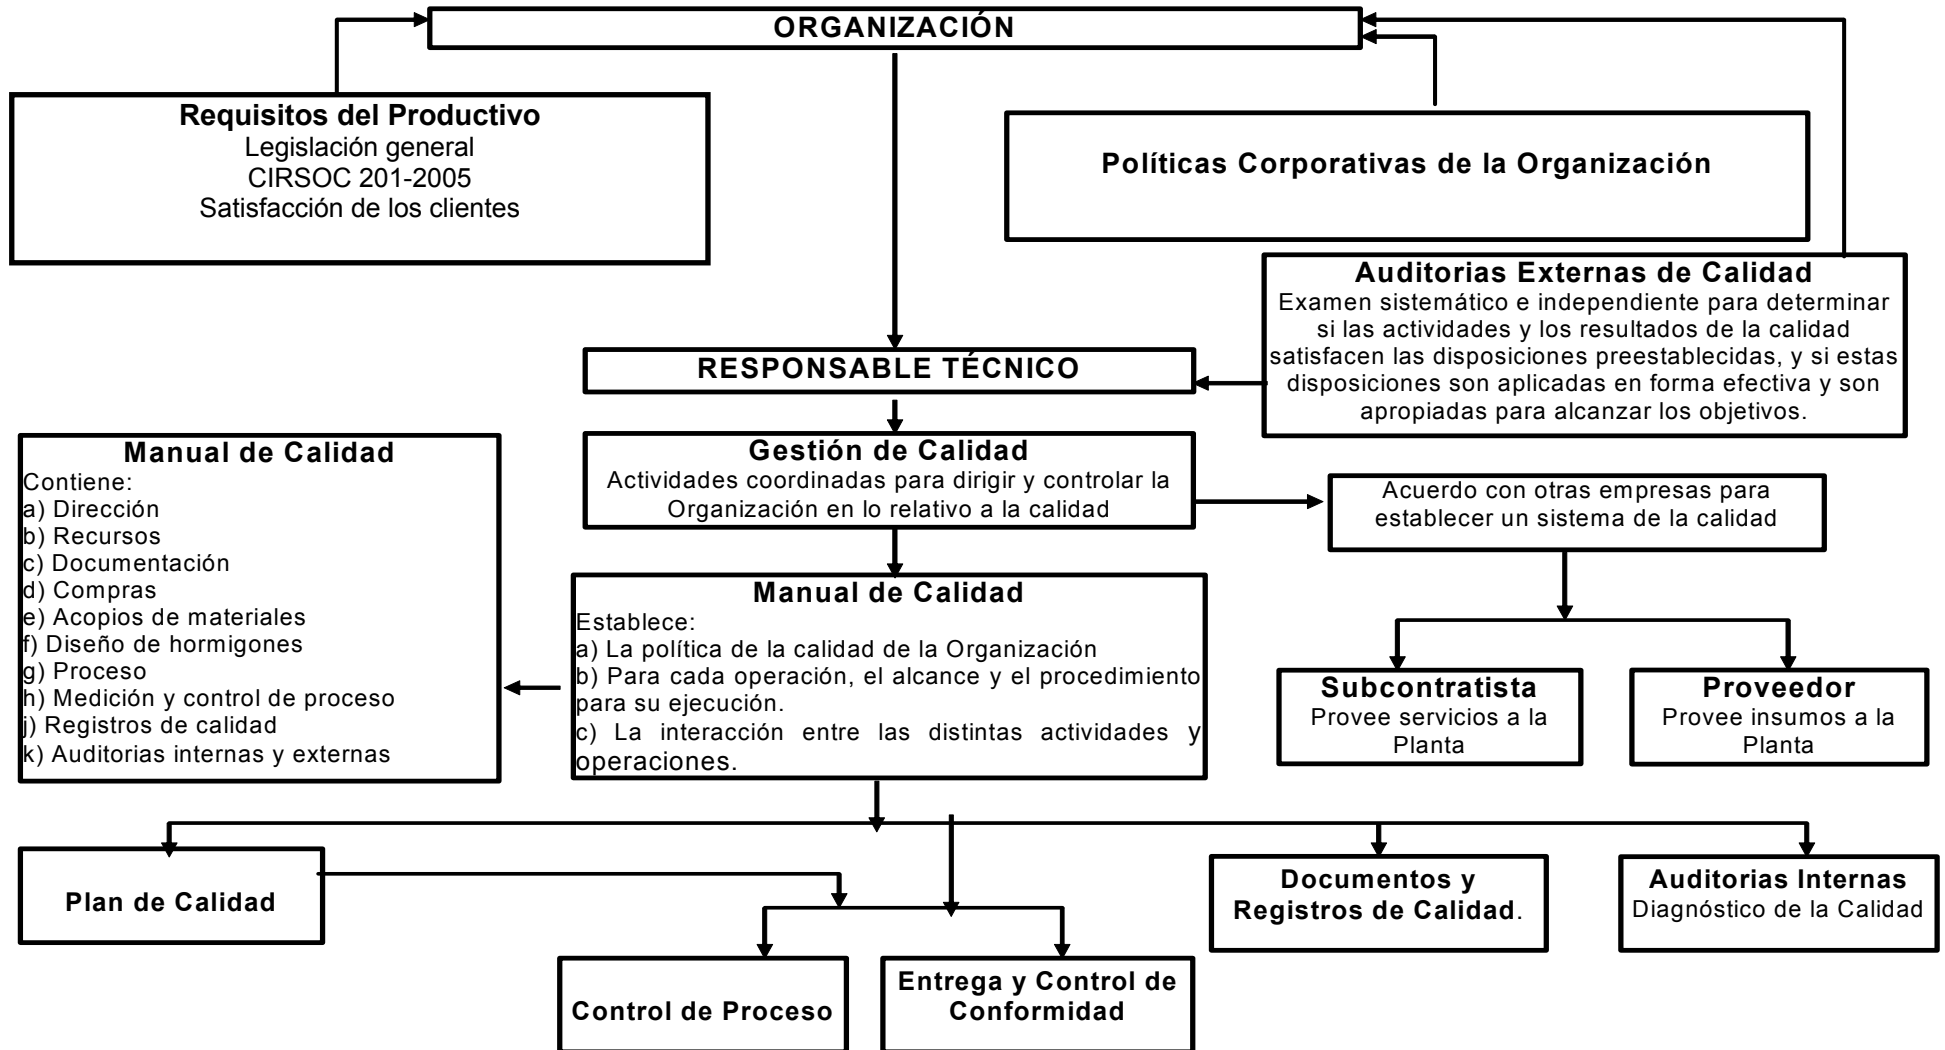 ORGANIZACIÓN
Requisitos del Productivo
Legislación general
CIRSOC 201-2005
Satisfacción de los clientes
Políticas Corporativas de la Organización
Auditorias Externas de Calidad
Examen sistemático e independiente para determinar
si las actividades y los resultados de la calidad
satisfacen las disposiciones preestablecidas, y si estas
disposiciones son aplicadas en forma efectiva y son
apropiadas para alcanzar los objetivos.
RESPONSABLE TÉCNICO
Gestión de Calidad
Actividades coordinadas para dirigir y controlar la
Organización en lo relativo a la calidad
Manual de Calidad
Contiene:
a) Dirección
b) Recursos
c) Documentación
d) Compras
e) Acopios de materiales
f) Diseño de hormigones
g) Proceso
h) Medición y control de proceso
j) Registros de calidad
k) Auditorias internas y externas
Acuerdo con otras empresas para
establecer un sistema de la calidad
Manual de Calidad
Establece:
a) La política de la calidad de la Organización
b) Para cada operación, el alcance y el procedimiento
para su ejecución.
c) La interacción entre las distintas actividades y
operaciones.
Subcontratista
Provee servicios a la
Planta
Proveedor
Provee insumos a la
Planta
Plan de Calidad
Documentos y
Registros de Calidad.
Auditorias Internas
Diagnóstico de la Calidad
Control de Proceso
Entrega y Control de
Conformidad